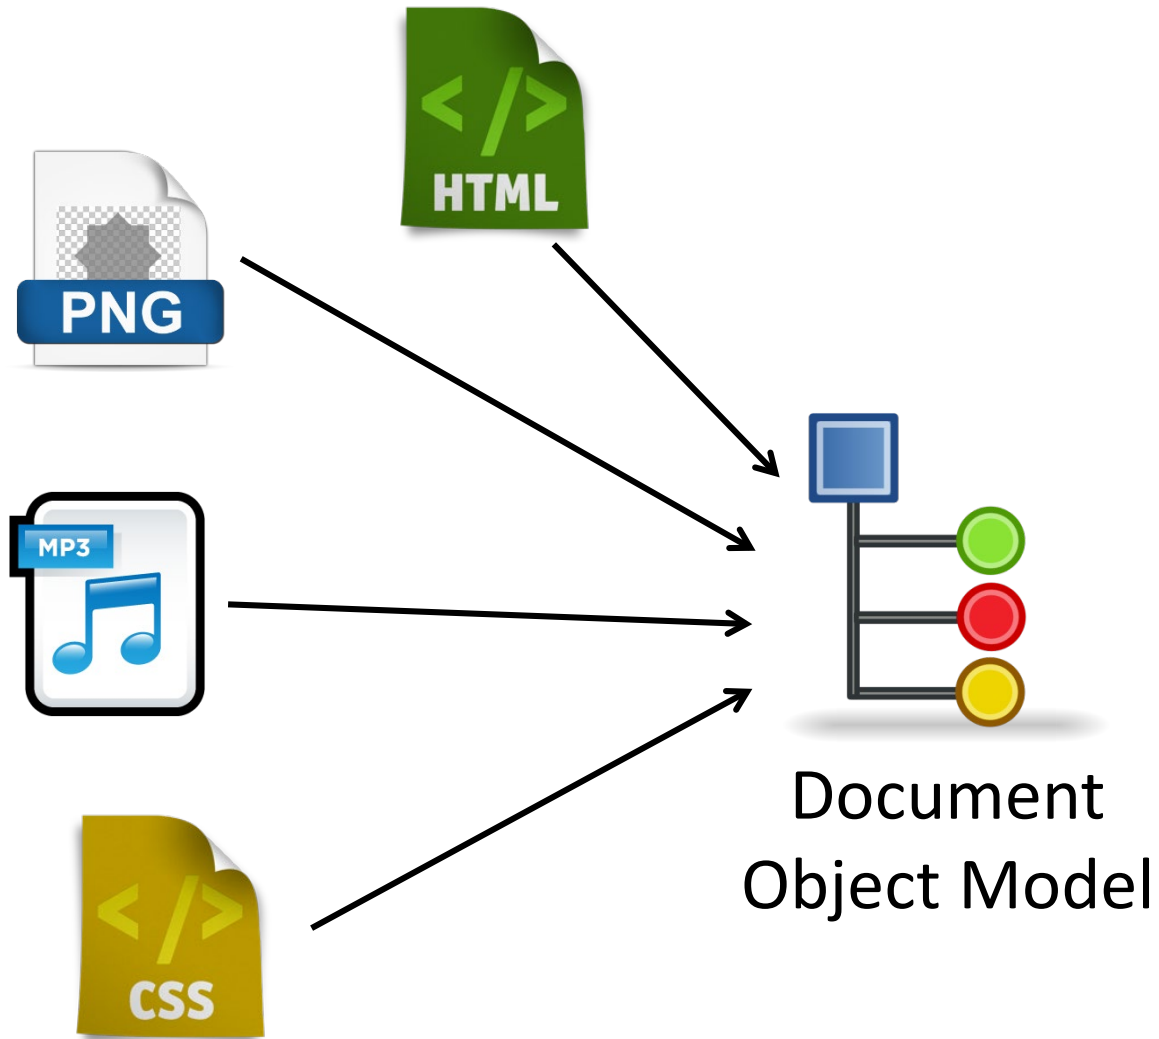 </>
HTML
PNG
MP3
Document
Object Model
</>
CSS